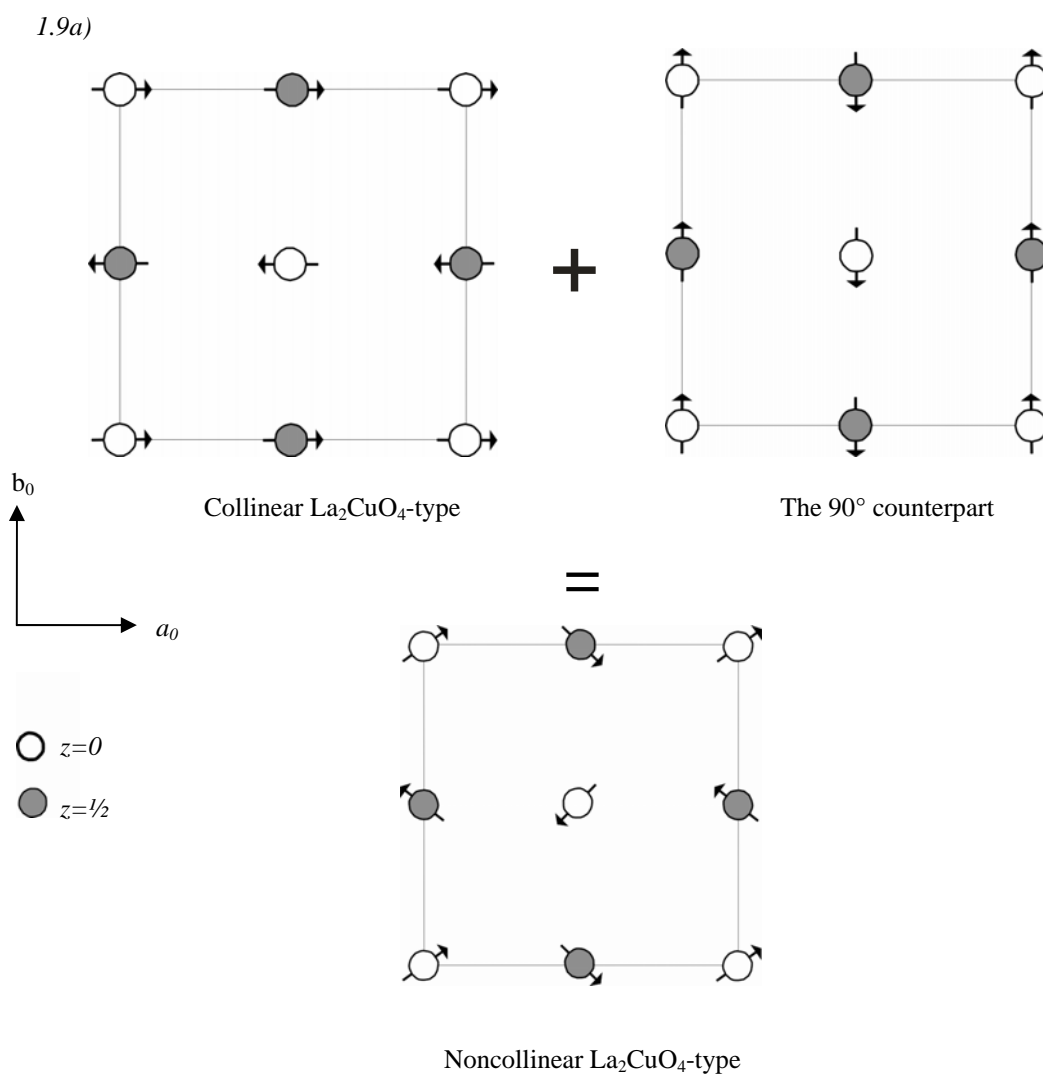 1.9a)
+
Collinear La₂CuO₄-type
The 90° counterpart
b₀
a₀
=
z=0
z=½
Noncollinear La₂CuO₄-type